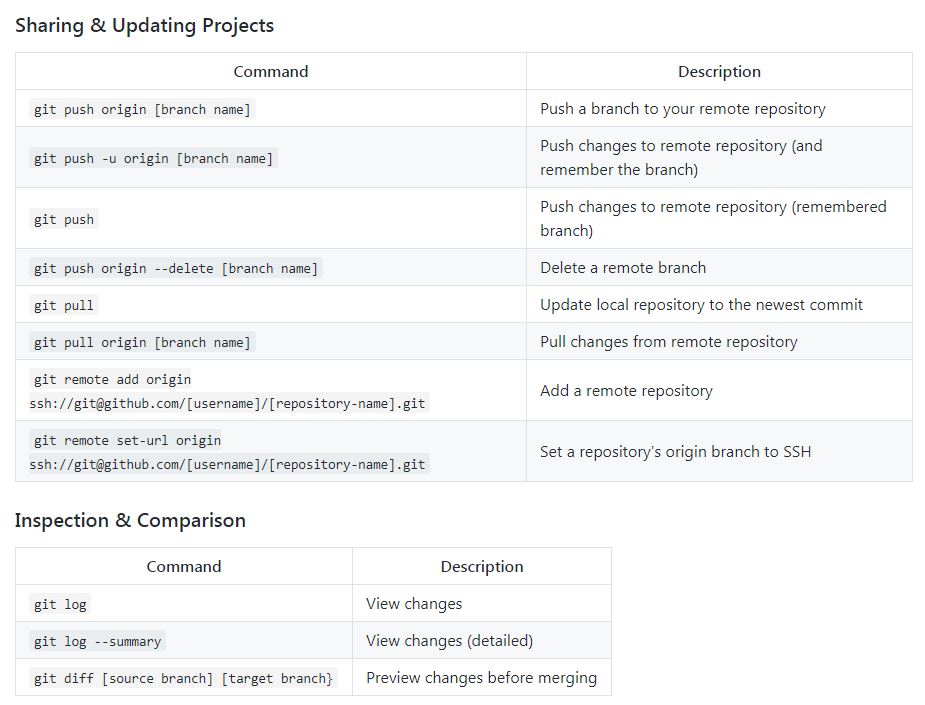 Sharing & Updating Projects
Command Description
git push origin [branch name] Push a branch to your remote repository
git push -u origin [branch name] Push changes to remote repository (and
remember the branch)
git push Push changes to remote repository (remembered
branch)
git push origin --delete [branch name] Delete a remote branch
git pull Update local repository to the newest commit
git pull origin [branch name] Pull changes from remote repository
git remote add origin
ssh://git@github.com/[username]/[repository-name].git Add a remote repository
git remote set-url origin
ssh://git@github.com/[username]/[repository-name].git Set a repository's origin branch to SSH
Inspection & Comparison
Command Description
git log View changes
git log --summary View changes (detailed)
git diff [source branch] [target branch} Preview changes before merging